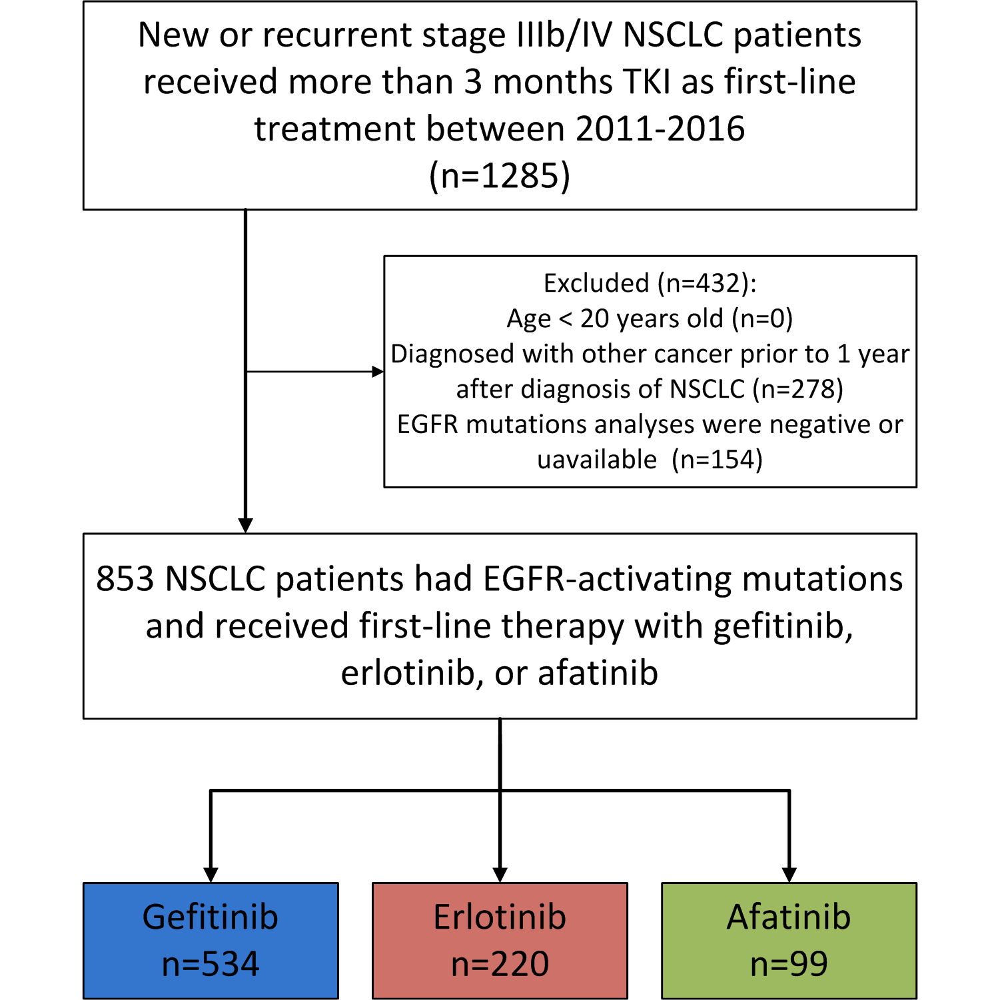 New or recurrent stage IIIb/IV NSCLC patients
received more than 3 months TKI as first-line
treatment between 2011-2016
(n=1285)
Excluded (n=432):
Age < 20 years old (n=0)
Diagnosed with other cancer prior to 1 year
after diagnosis of NSCLC (n=278)
EGFR mutations analyses were negative or
uavailable (n=154)
853 NSCLC patients had EGFR-activating mutations
and received first-line therapy with gefitinib,
erlotinib, or afatinib
Gefitinib
n=534
Erlotinib
n=220
Afatinib
n=99